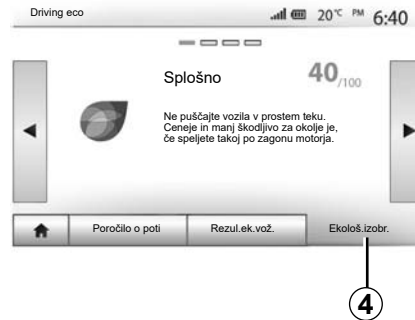 Driving eco 20°C PM 6:40
Splošno 40/100
Ne puščajte vozila v prostem teku.
Ceneje in manj škodljivo za okolje je,
če speljete takoj po zagonu motorja.
Poročilo o poti Rezul.ek.vož. Ekološ.izobr.
4